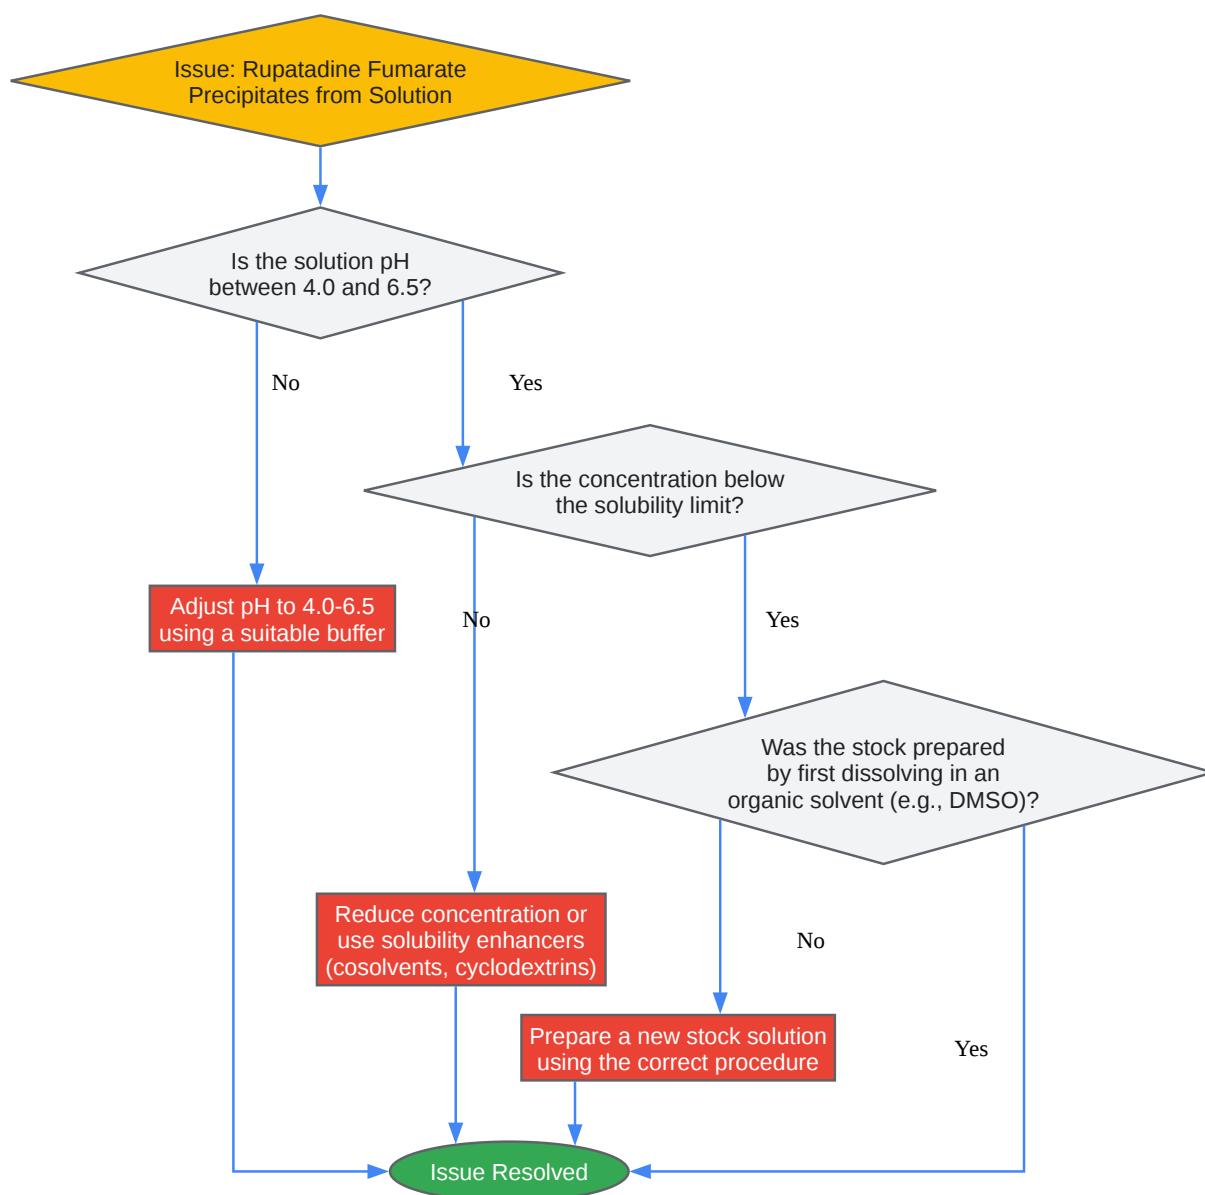 Issue: Rupatadine Fumarate
Precipitates from Solution
Is the solution pH
between 4.0 and 6.5?
No
Yes
Is the concentration below
the solubility limit?
Adjust pH to 4.0-6.5
using a suitable buffer
No
Yes
Was the stock prepared
by first dissolving in an
organic solvent (e.g., DMSO)?
Reduce concentration or
use solubility enhancers
(cosolvents, cyclodextrins)
No
Prepare a new stock solution
using the correct procedure
Yes
Issue Resolved